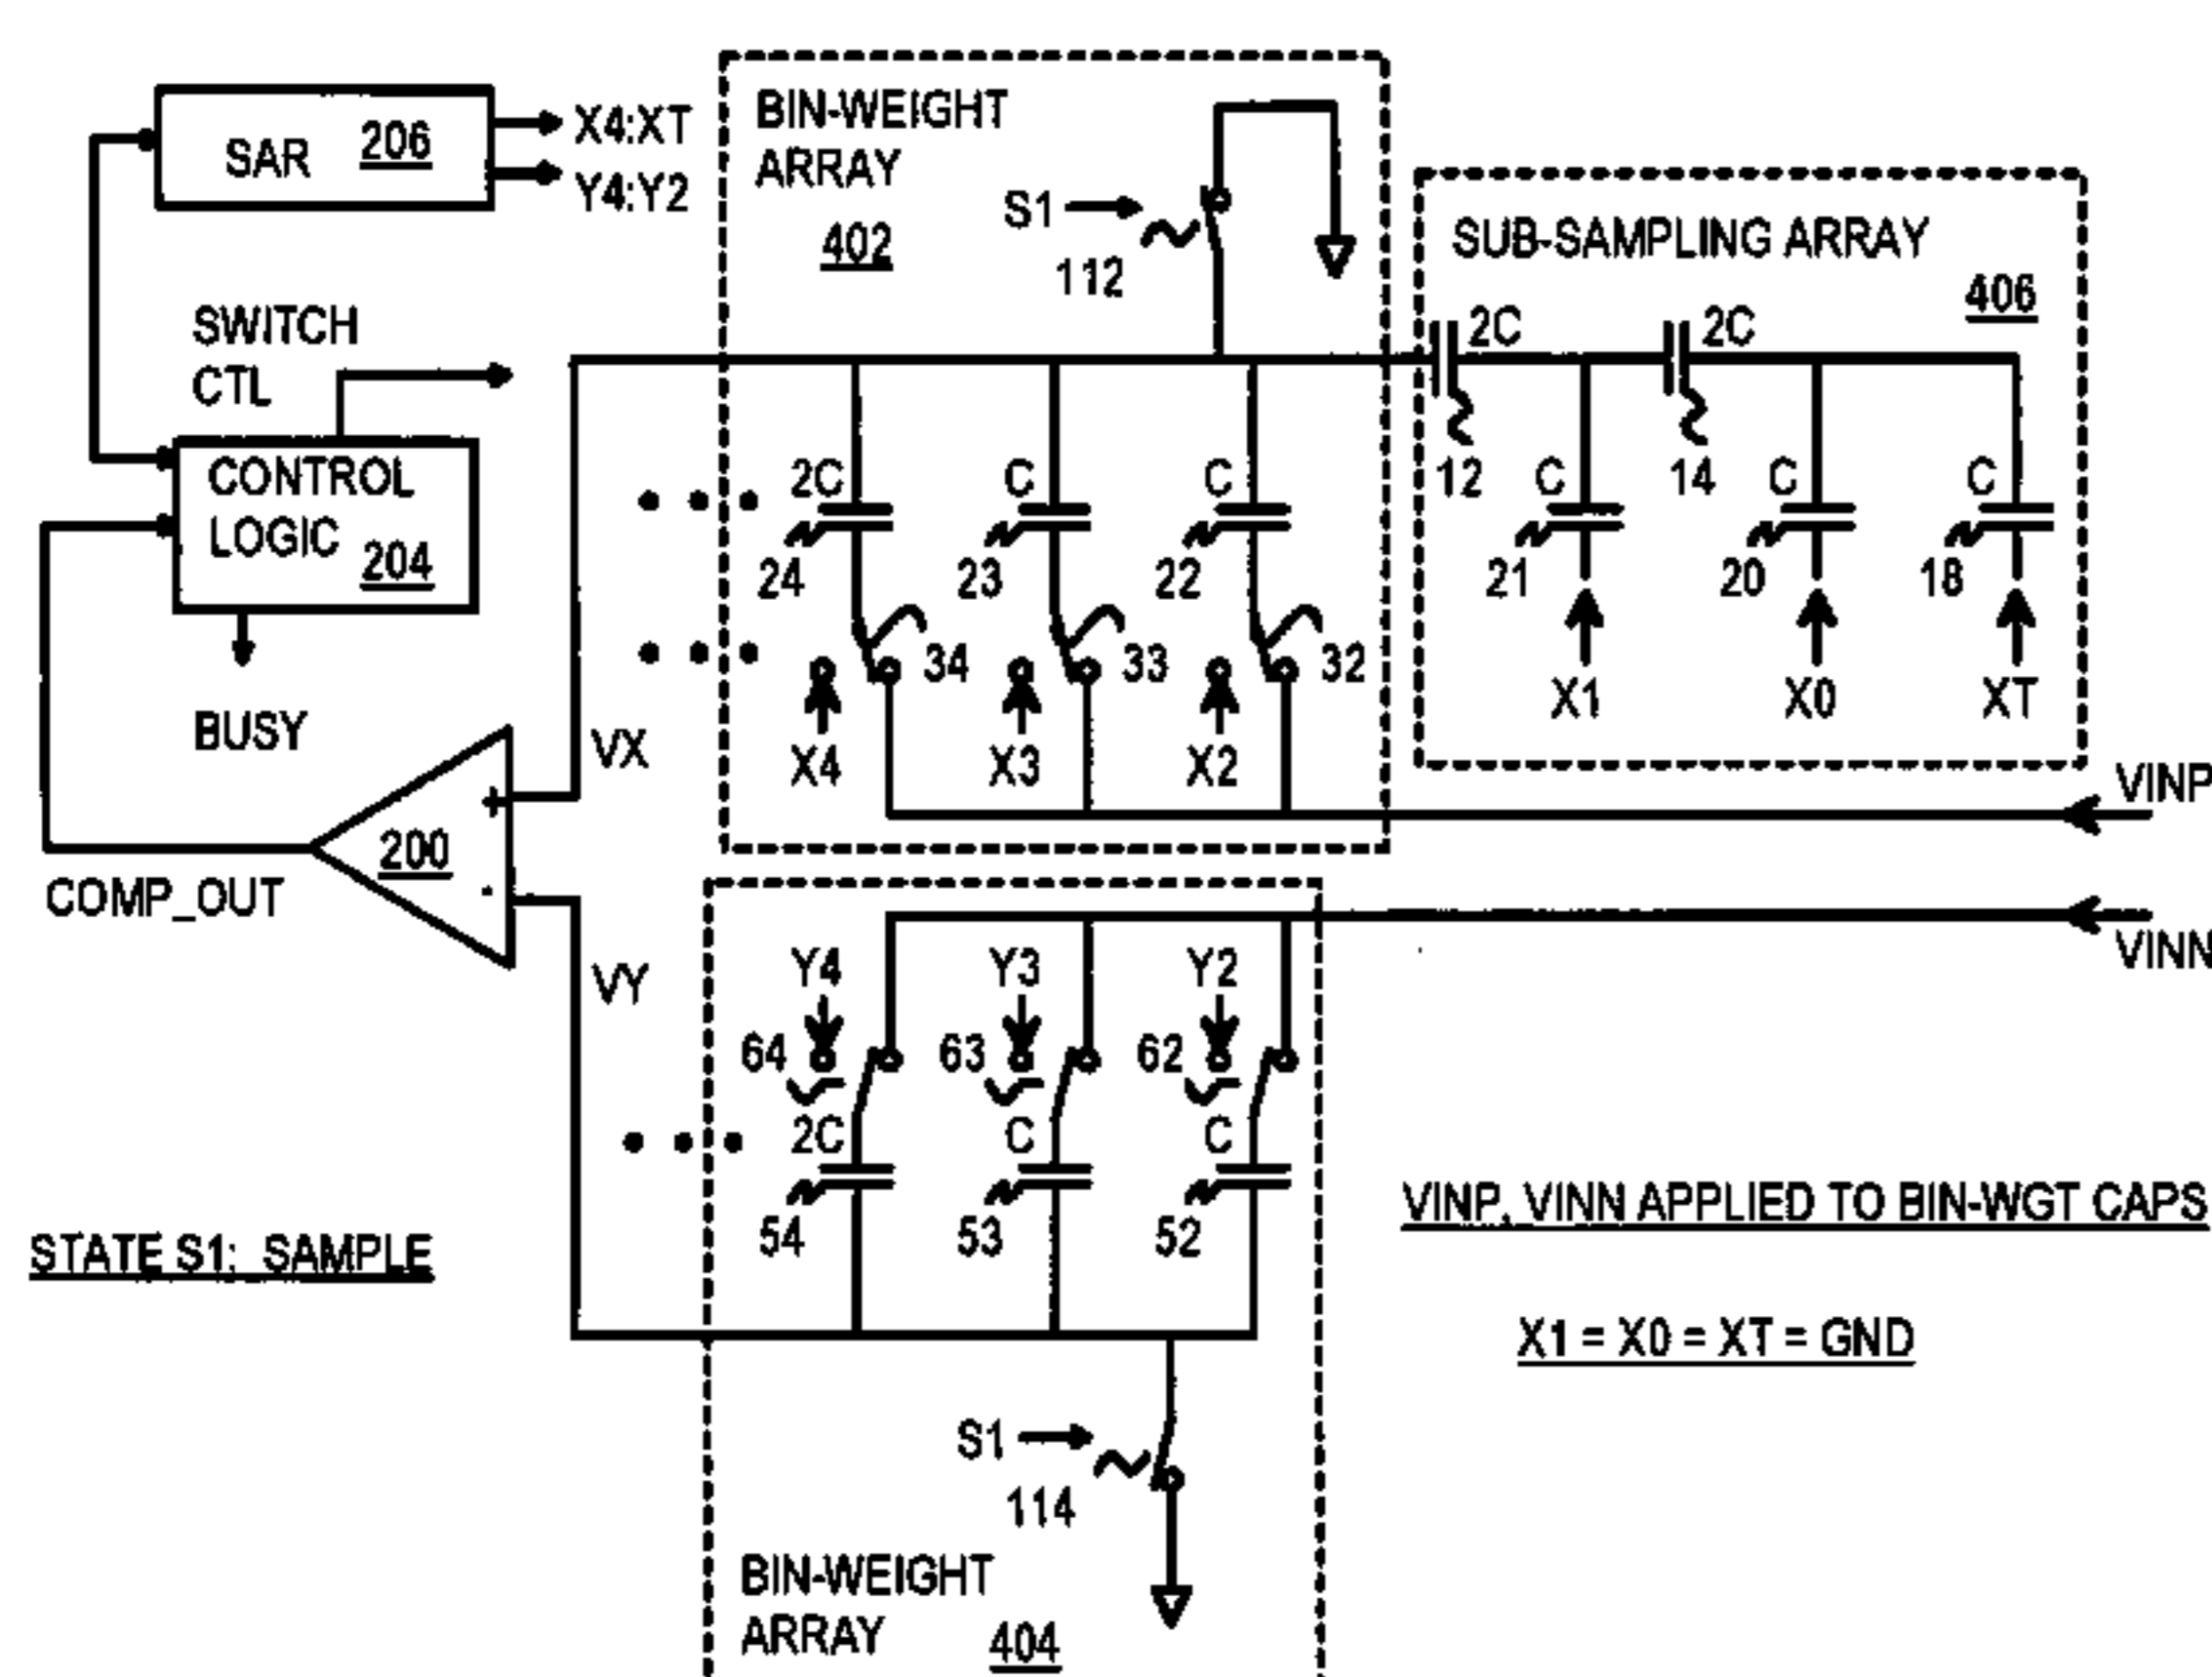 SAR 206
X4:XT
Y4:Y2
SWITCH
CTL
CONTROL
LOGIC 204
BUSY
COMP_OUT
200
+
-
VX
VY
BIN-WEIGHT
ARRAY
402
S1
112
2C
C
C
24
23
22
34
33
32
X4
X3
X2
SUB-SAMPLING ARRAY
406
2C
2C
12
14
C
C
C
21
20
18
X1
X0
XT
VINP
VINN
Y4
Y3
Y2
64
63
62
2C
C
C
54
53
52
S1
114
BIN-WEIGHT
ARRAY 404
STATE S1: SAMPLE
VINP, VINN APPLIED TO BIN-WGT CAPS
X1 = X0 = XT = GND